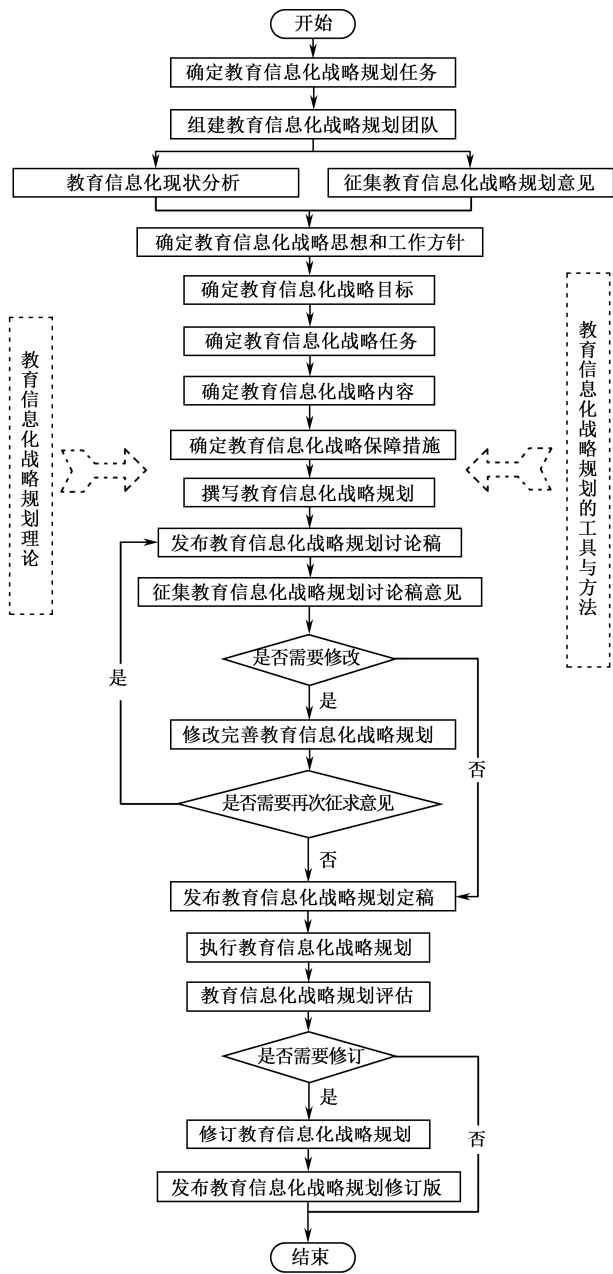 开始
确定教育信息化战略规划任务
组建教育信息化战略规划团队
教育信息化现状分析
征集教育信息化战略规划意见
确定教育信息化战略思想和工作方针
确定教育信息化战略目标
确定教育信息化战略任务
确定教育信息化战略内容
确定教育信息化战略保障措施
撰写教育信息化战略规划
教育信息化战略规划理论
教育信息化战略规划的工具与方法
发布教育信息化战略规划讨论稿
征集教育信息化战略规划讨论稿意见
是否需要修改
是
是
修改完善教育信息化战略规划
否
是否需要再次征求意见
否
发布教育信息化战略规划定稿
执行教育信息化战略规划
教育信息化战略规划评估
是否需要修订
是
修订教育信息化战略规划
否
发布教育信息化战略规划修订版
结束